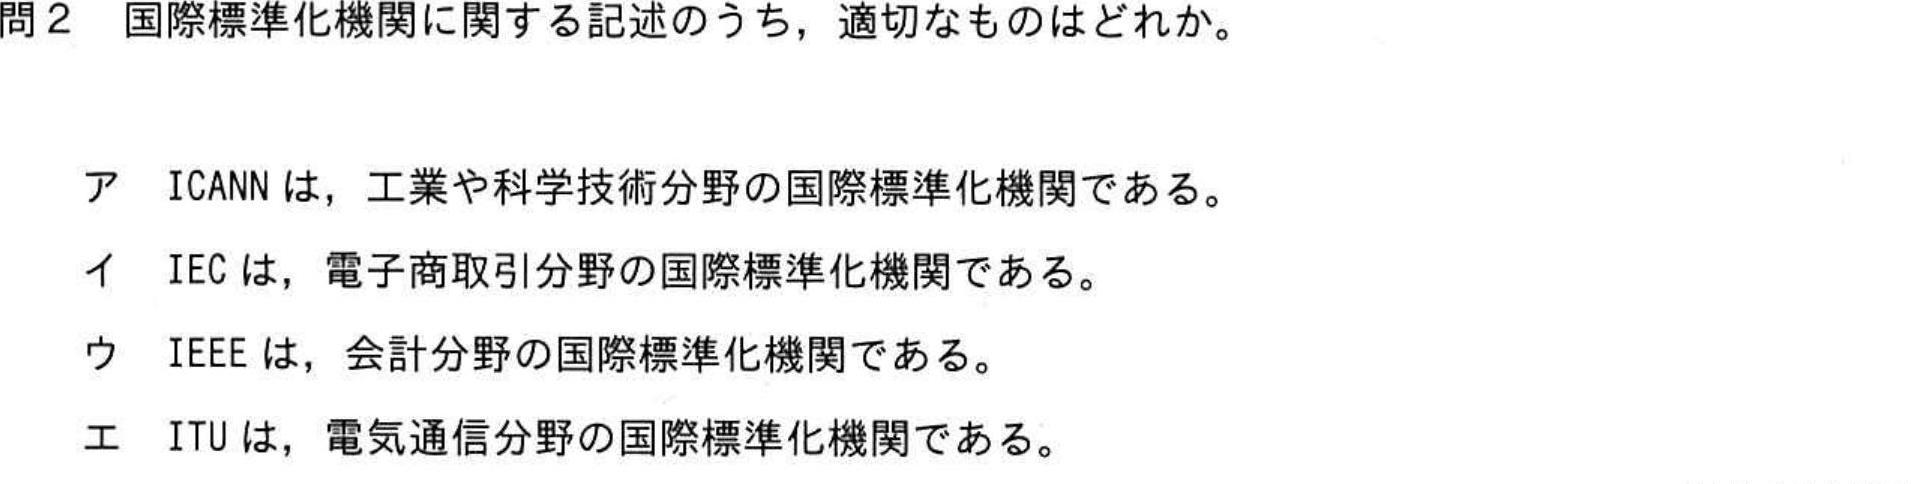 問２　国際標準化機関に関する記述のうち，適切なものはどれか。
ア　ICANN は，工業や科学技術分野の国際標準化機関である。
イ　IEC は，電子商取引分野の国際標準化機関である。
ウ　IEEE は，会計分野の国際標準化機関である。
エ　ITU は，電気通信分野の国際標準化機関である。